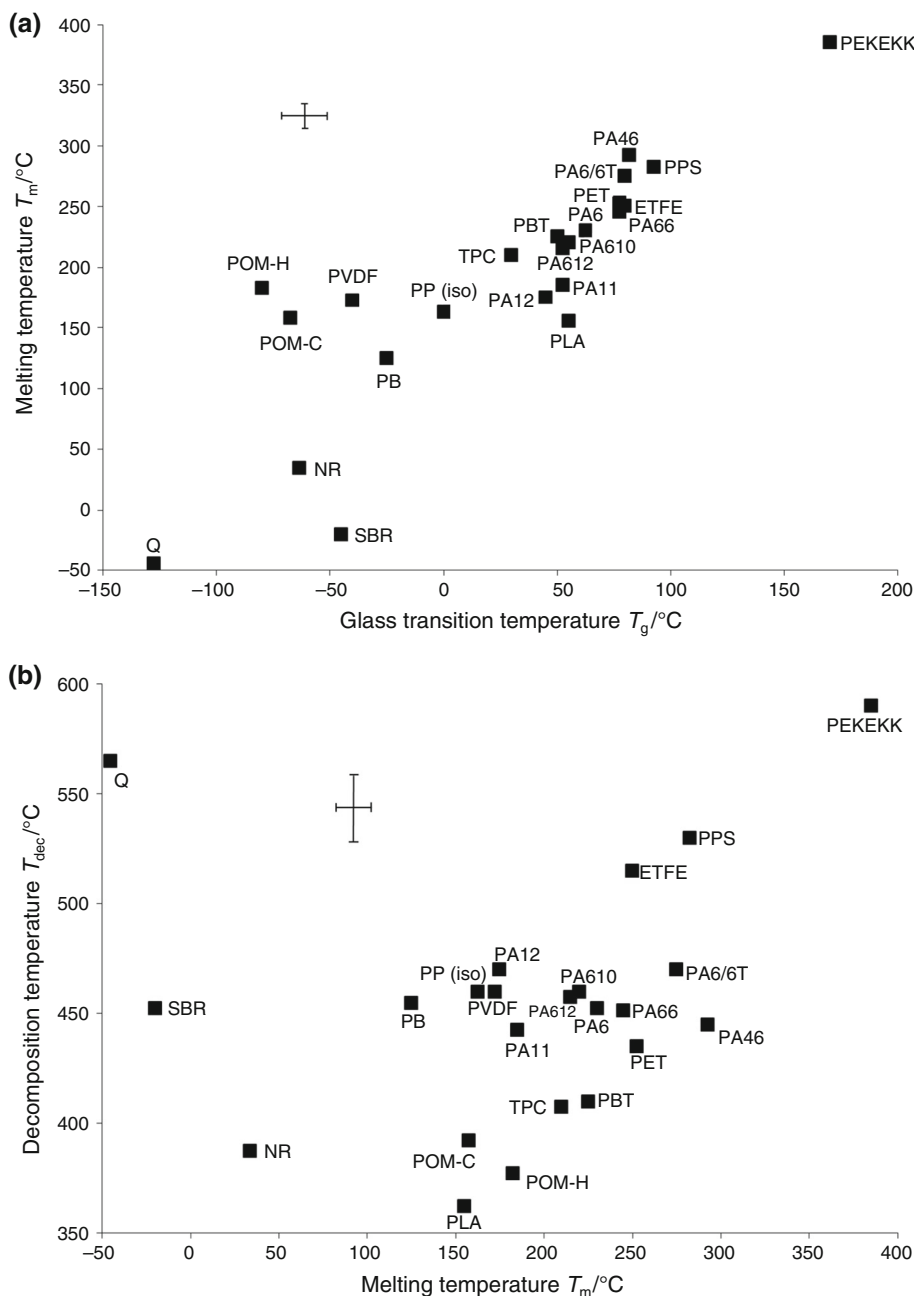 (a)
400
PEKEKK
350
300
PA46
PPS
PA6/6T
250
PET
ETFE
PA6
PA66
PBT
PA610
TPC
PA612
200
POM-H
PVDF
PP (iso)
PA12
PA11
150
POM-C
PLA
PB
100
50
NR
0
SBR
Q
–50
–150
–100
–50
0
50
100
150
200
Melting temperature Tm/°C
Glass transition temperature Tg/°C
(b)
600
PEKEKK
Q
550
PPS
ETFE
500
PA12
PP (iso)
PA610
PA6/6T
SBR
PB
PVDF
PA612
PA6
PA66
450
PA11
PA46
PET
TPC
PBT
400
NR
POM-C
POM-H
PLA
350
–50
0
50
100
150
200
250
300
350
400
Decomposition temperature Tdec/°C
Melting temperature Tm/°C